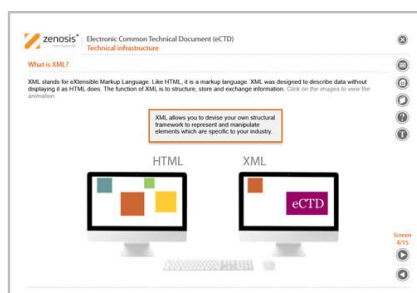 zenosis
Electronic Common Technical Document (eCTD)
Technical infrastructure
What is XML?
XML stands for eXtensible Markup Language. Like HTML, it is a markup language. XML was designed to describe data without
displaying it as HTML does. The function of XML is to structure, store and exchange information. Click on the images to view the
animation.
XML allows you to devise your own structural
framework to represent and manipulate
elements which are specific to your industry.
HTML XML
eCTD
Screen
4/15